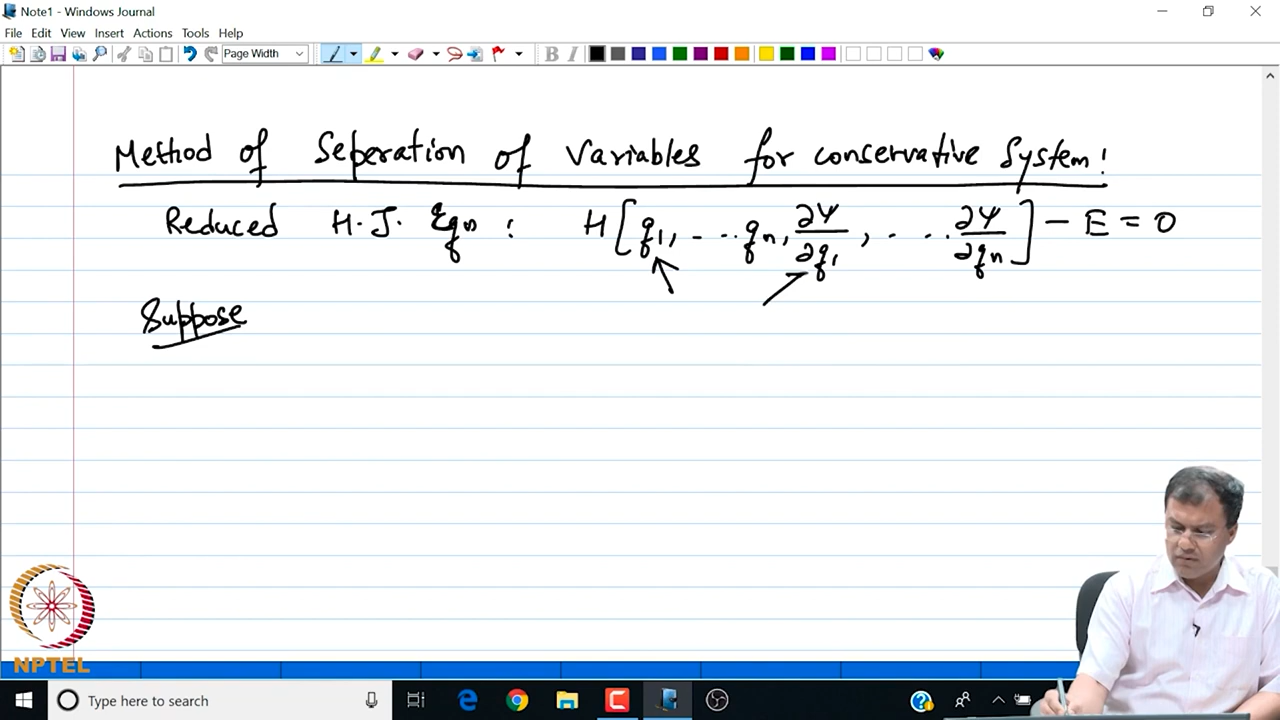 Note1 - Windows Journal
File Edit View Insert Actions Tools Help
Page Width B I
Method of Seperation of Variables for conservative System:
Reduced H.J. Eqn : H[q₁, - ..qₙ, ∂Ψ/∂q₁, . ... ∂Ψ/∂qₙ] - E = 0
Suppose
NPTEL
Type here to search